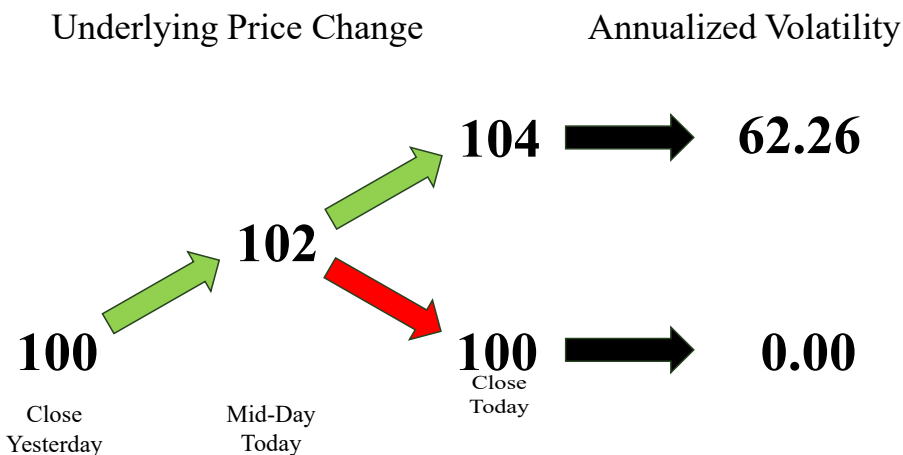 Underlying Price Change
Annualized Volatility
104
62.26
102
100
100
0.00
Close
Today
Close
Yesterday
Mid-Day
Today